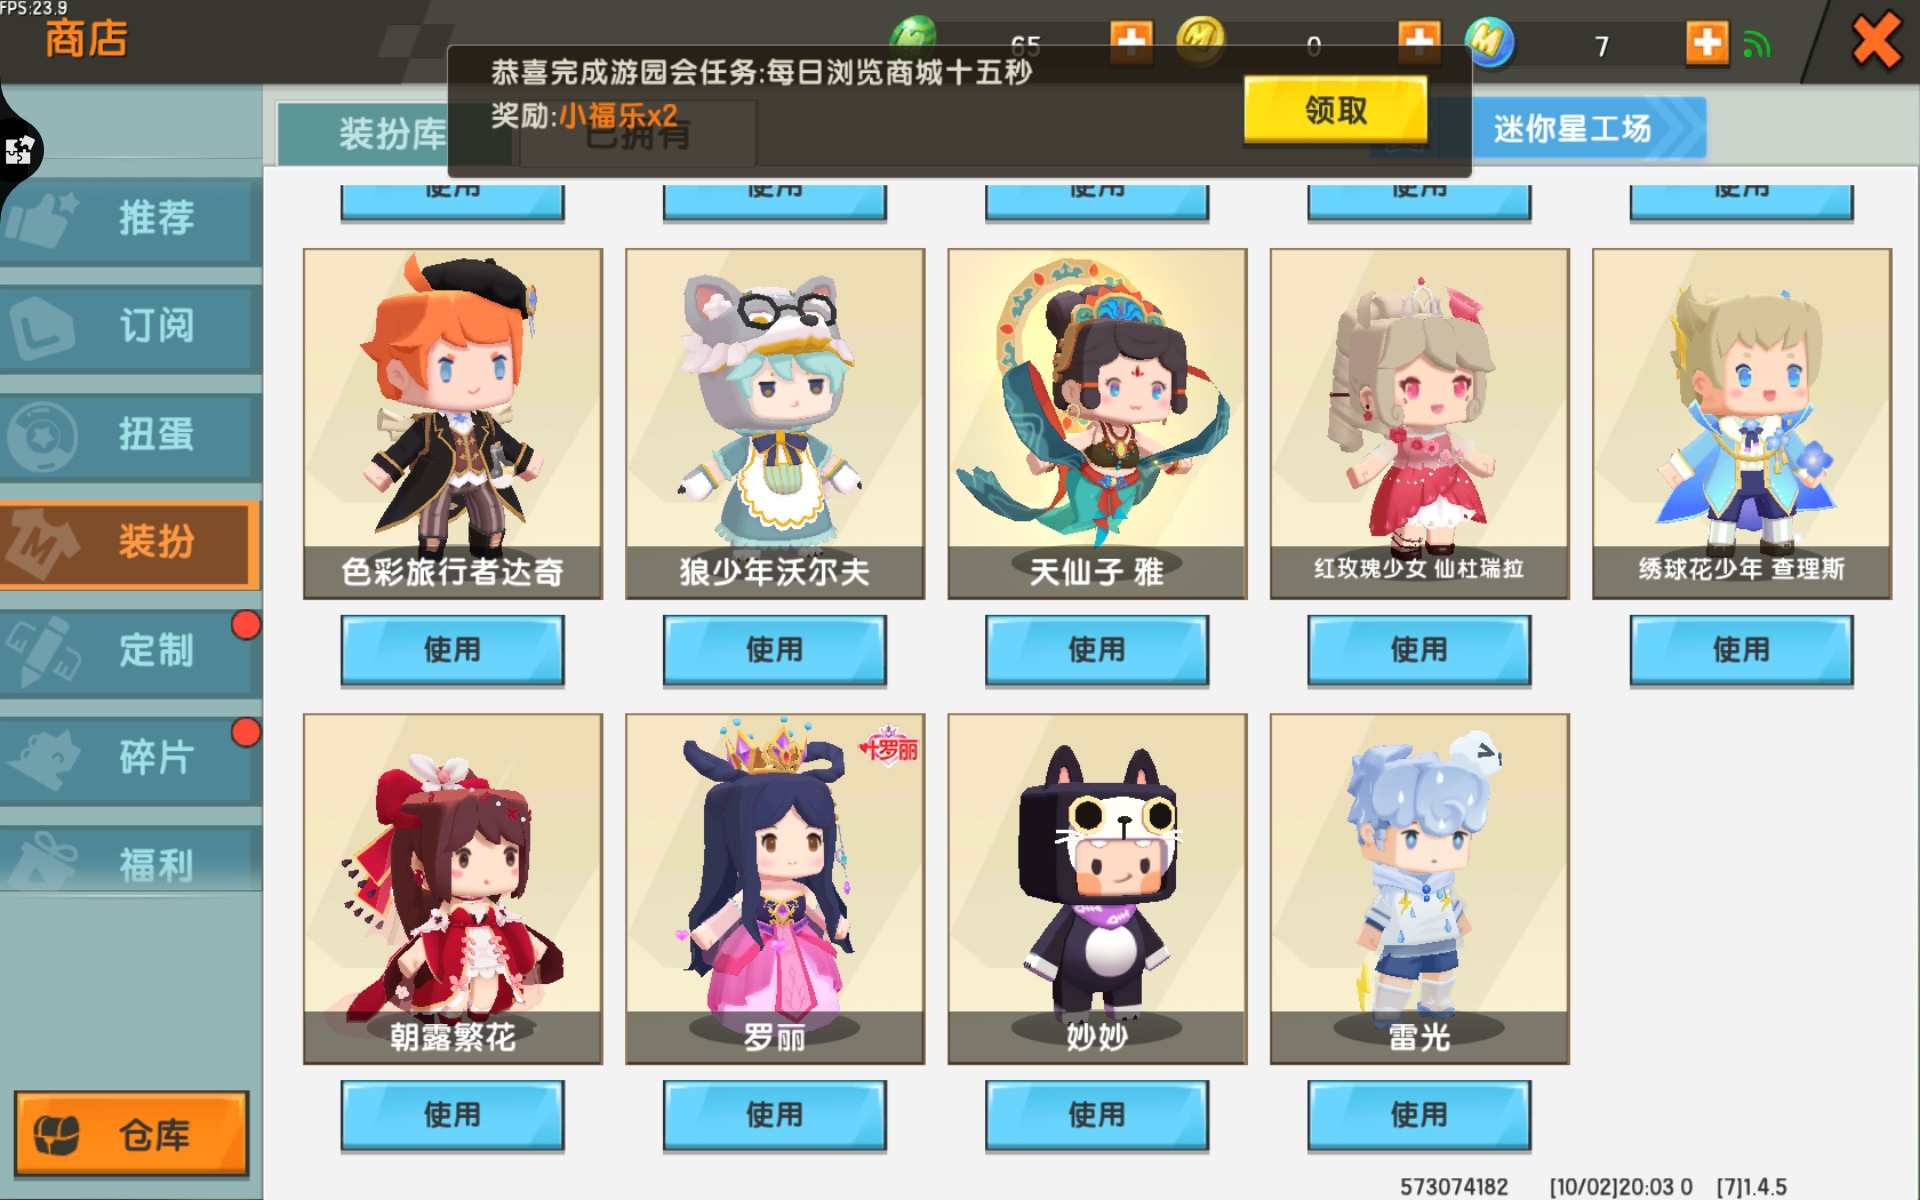 FPS:23.9
商店
65
0
7
恭喜完成游园会任务:每日浏览商城十五秒
奖励:小福乐x2
领取
装扮库
已拥有
迷你星工场
推荐
订阅
扭蛋
装扮
定制
碎片
福利
仓库
使用 使用 使用 使用 使用
色彩旅行者达奇 狼少年沃尔夫 天仙子 雅 红玫瑰少女 仙杜瑞拉 绣球花少年 查理斯
使用 使用 使用 使用 使用
叶罗丽
朝露繁花 罗丽 妙妙 雷光
使用 使用 使用 使用
573074182 [10/02]20:03 0 [7]1.4.5